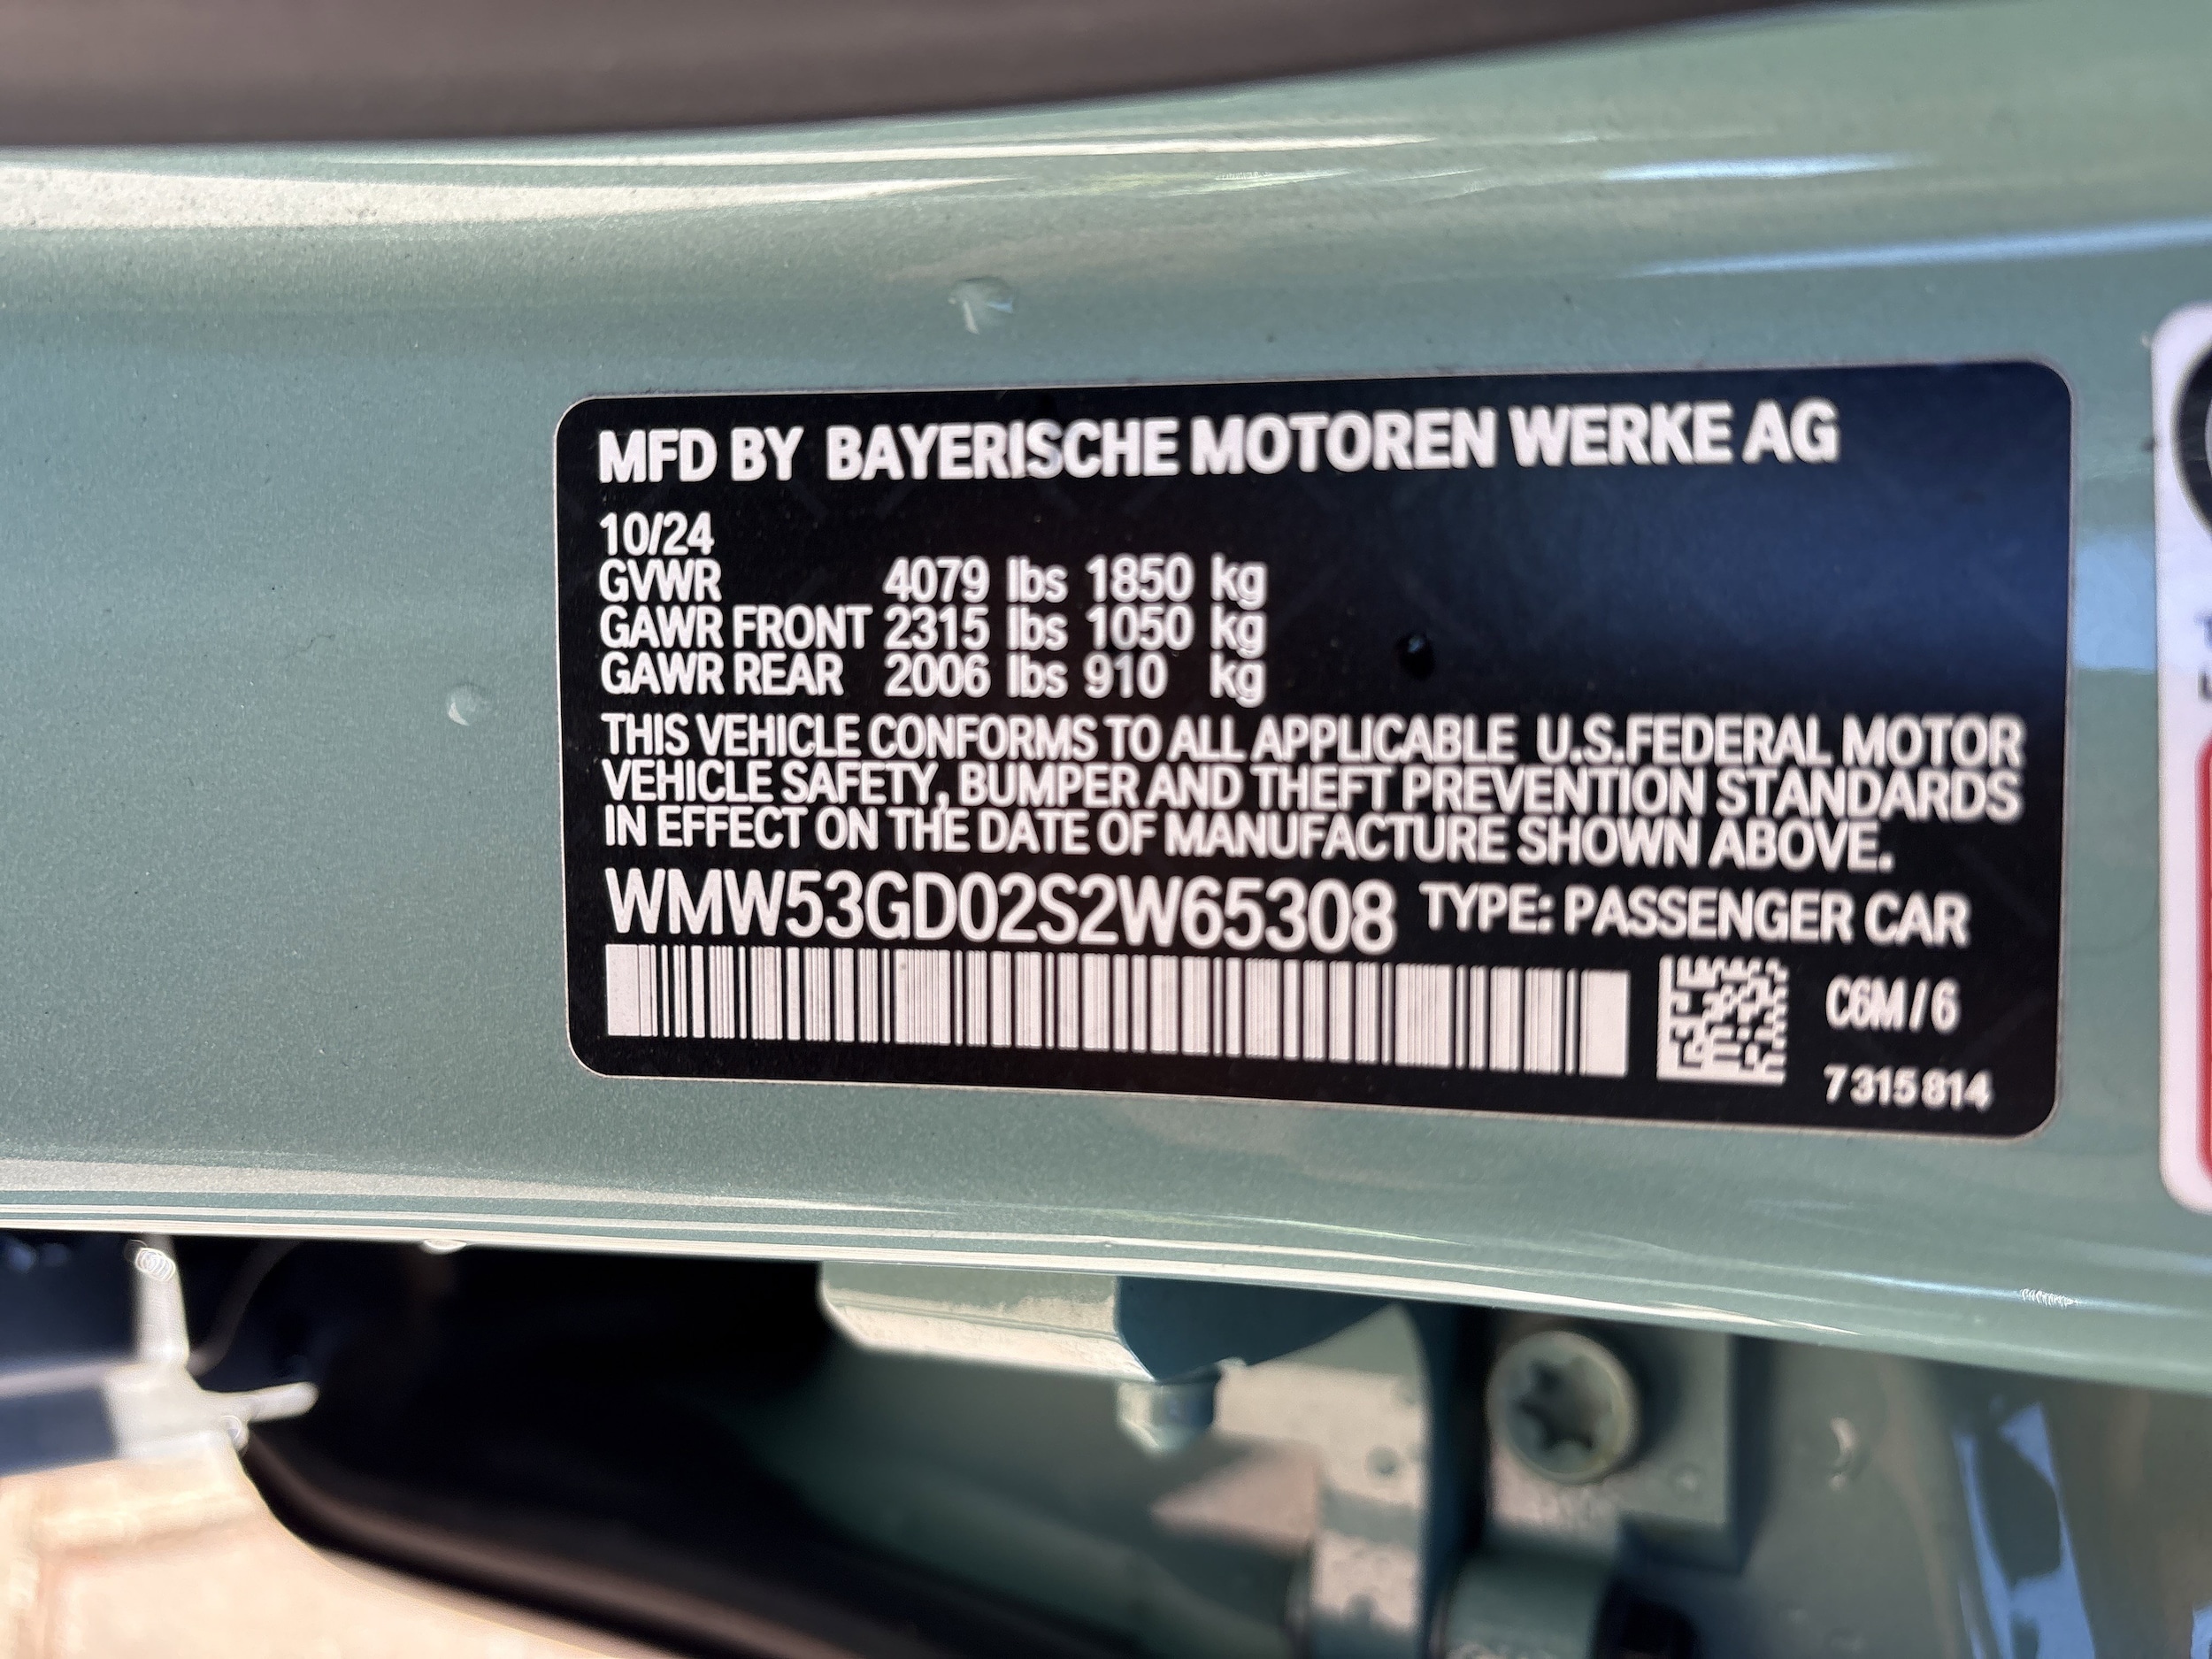 MFD BY BAYERISCHE MOTOREN WERKE AG
10/24
GVWR 4079 lbs 1850 kg
GAWR FRONT 2315 lbs 1050 kg
GAWR REAR 2006 lbs 910 kg
THIS VEHICLE CONFORMS TO ALL APPLICABLE U.S.FEDERAL MOTOR
VEHICLE SAFETY, BUMPER AND THEFT PREVENTION STANDARDS
IN EFFECT ON THE DATE OF MANUFACTURE SHOWN ABOVE.
WMW53GD02S2W65308 TYPE: PASSENGER CAR
C6M / 6
7 315 814